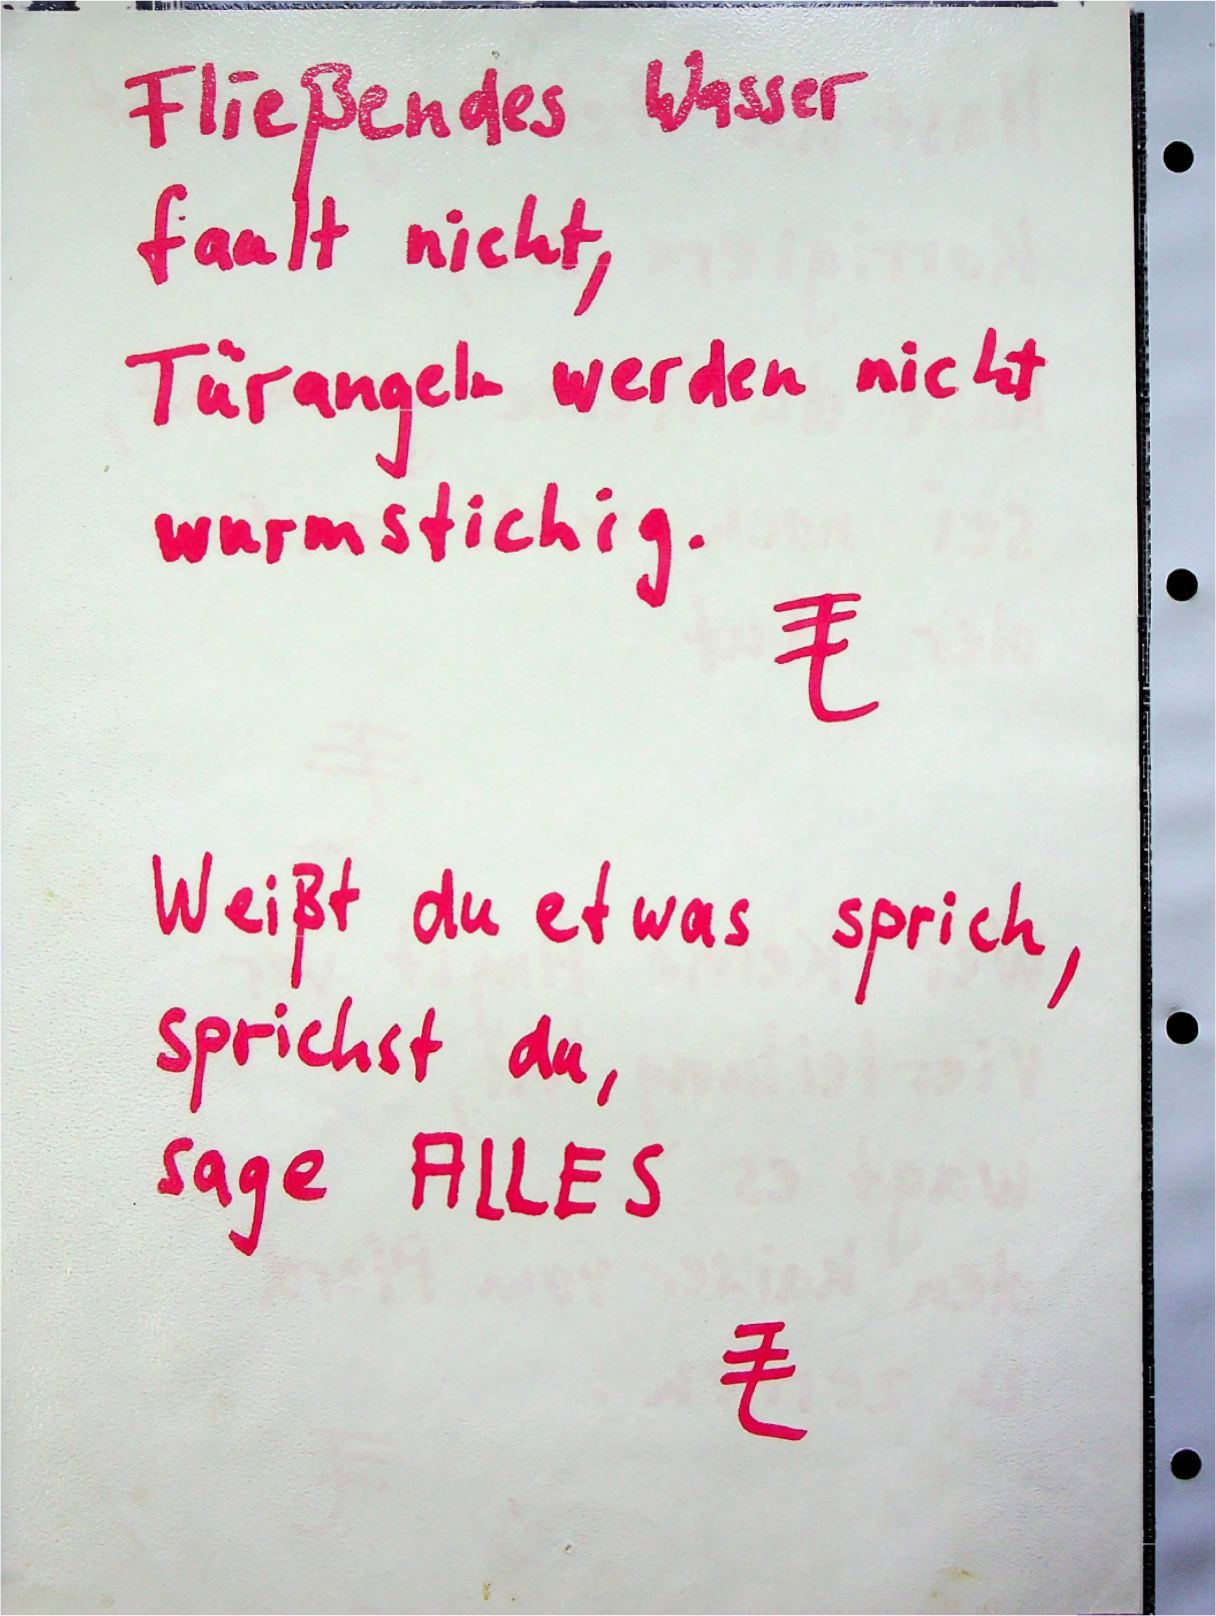 Fließendes Wasser
fault nicht,
Türangeln werden nicht
wurmstichig.
Weißt du etwas sprich,
sprichst du,
sage ALLES